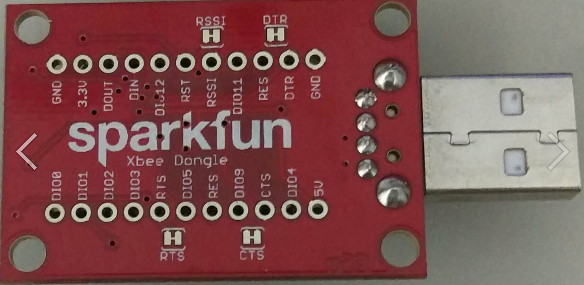 RSSI DTR
GND 3.3V DOUT DIN DIO12 RST RSSI DIO11 RES DTR GND
sparkfun
Xbee Dongle
DIO0 DIO1 DIO2 DIO3 RTS DIO5 RES DIO9 CTS DIO4 5V
RTS CTS